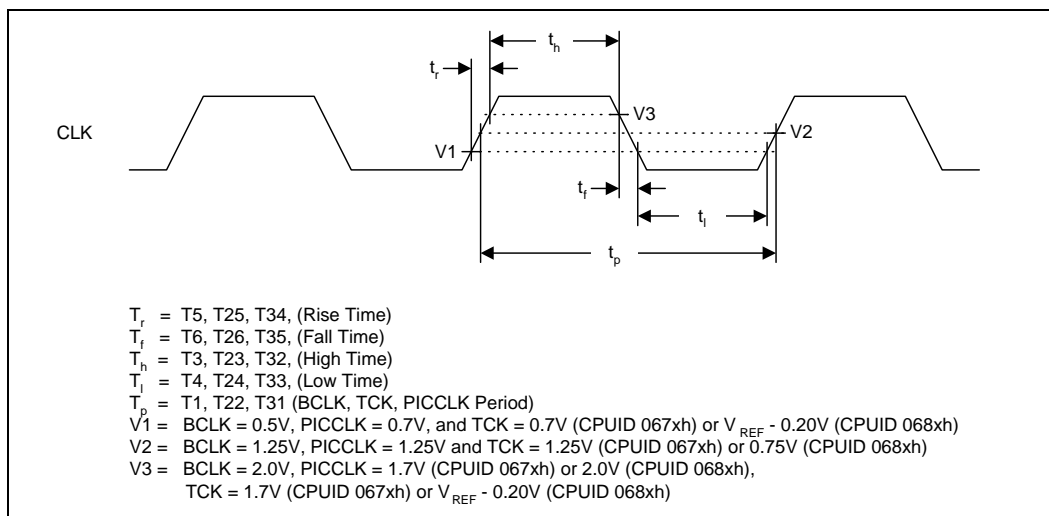 t_h
t_r
V3
CLK
V2
V1
t_f
t_l
t_p
T_r = T5, T25, T34, (Rise Time)
T_f = T6, T26, T35, (Fall Time)
T_h = T3, T23, T32, (High Time)
T_l = T4, T24, T33, (Low Time)
T_p = T1, T22, T31 (BCLK, TCK, PICCLK Period)
V1 = BCLK = 0.5V, PICCLK = 0.7V, and TCK = 0.7V (CPUID 067xh) or V_REF - 0.20V (CPUID 068xh)
V2 = BCLK = 1.25V, PICCLK = 1.25V and TCK = 1.25V (CPUID 067xh) or 0.75V (CPUID 068xh)
V3 = BCLK = 2.0V, PICCLK = 1.7V (CPUID 067xh) or 2.0V (CPUID 068xh),
TCK = 1.7V (CPUID 067xh) or V_REF - 0.20V (CPUID 068xh)